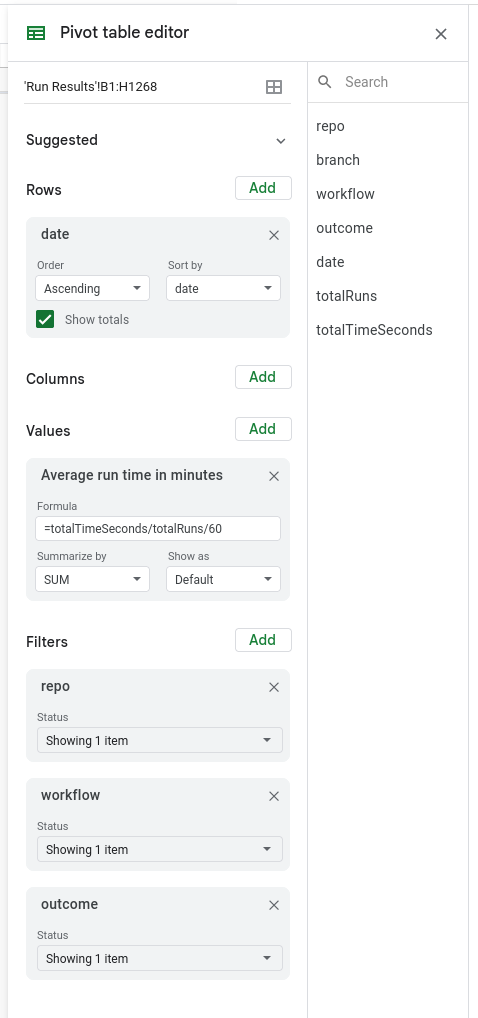 Pivot table editor
'Run Results'!B1:H1268
Suggested
Rows
Add
date
Order
Sort by
Ascending
date
Show totals
Columns
Add
Values
Add
Average run time in minutes
Formula
=totalTimeSeconds/totalRuns/60
Summarize by
Show as
SUM
Default
Filters
Add
repo
Status
Showing 1 item
workflow
Status
Showing 1 item
outcome
Status
Showing 1 item
Search
repo
branch
workflow
outcome
date
totalRuns
totalTimeSeconds